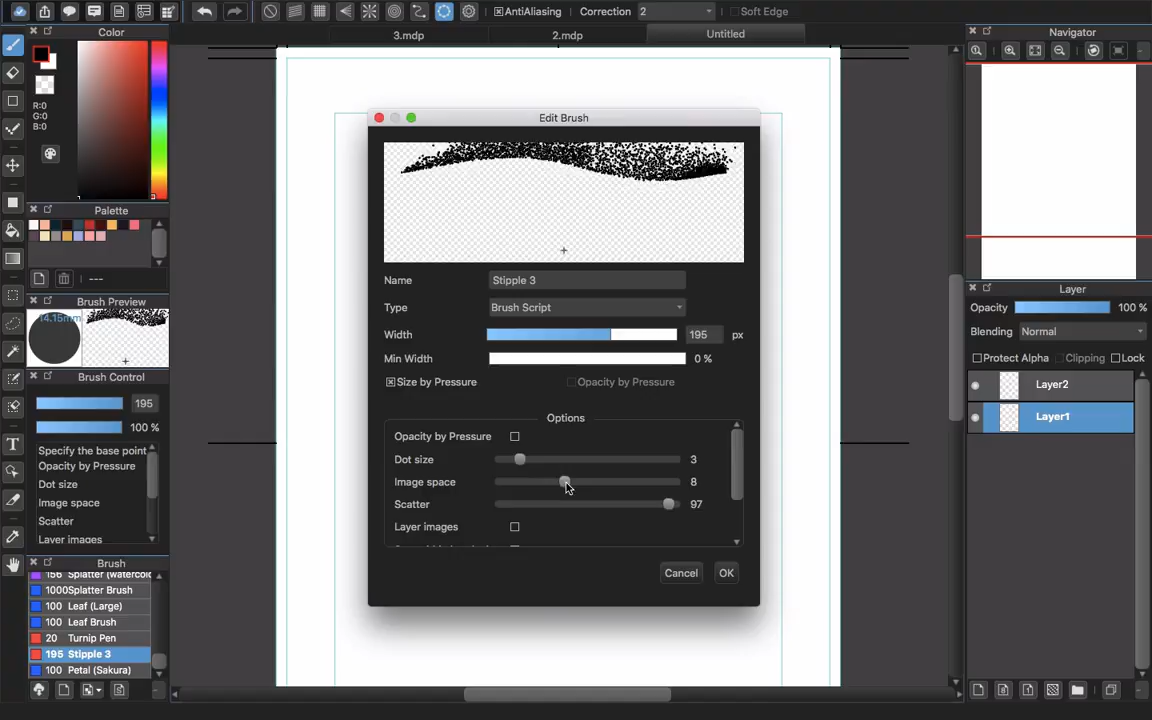 AntiAliasing Correction 2 Soft Edge
3.mdp 2.mdp Untitled
Color
R:0
G:0
B:0
Palette
---
Brush Preview
14.15mm
Brush Control
195
100 %
Specify the base point
Opacity by Pressure
Dot size
Image space
Scatter
Layer images
Brush
156 Splatter (watercolo
1000 Splatter Brush
100 Leaf (Large)
100 Leaf Brush
20 Turnip Pen
195 Stipple 3
100 Petal (Sakura)
Edit Brush
Name Stipple 3
Type Brush Script
Width 195 px
Min Width 0 %
Size by Pressure Opacity by Pressure
Options
Opacity by Pressure
Dot size 3
Image space 8
Scatter 97
Layer images
Cancel OK
Navigator
Layer
Opacity 100 %
Blending Normal
Protect Alpha Clipping Lock
Layer2
Layer1